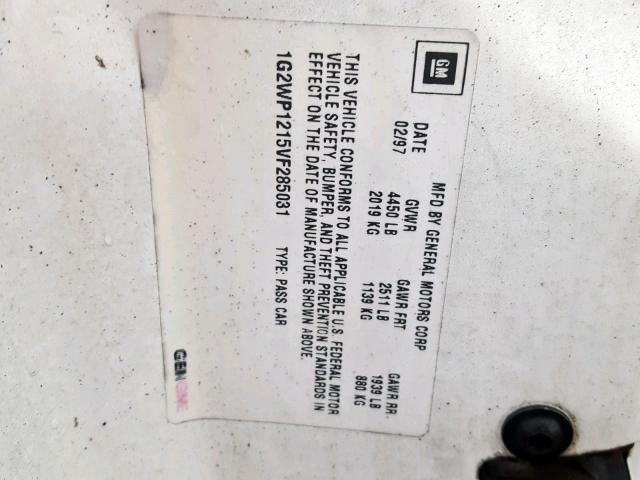 GM
MFD BY GENERAL MOTORS CORP
DATE GVWR GAWR FRT GAWR RR
02/97 4450 LB 2511 LB 1939 LB
2019 KG 1139 KG 880 KG
THIS VEHICLE CONFORMS TO ALL APPLICABLE U.S. FEDERAL MOTOR
VEHICLE SAFETY, BUMPER, AND THEFT PREVENTION STANDARDS IN
EFFECT ON THE DATE OF MANUFACTURE SHOWN ABOVE.
1G2WP1215VF285031 TYPE: PASS CAR
GEN GME